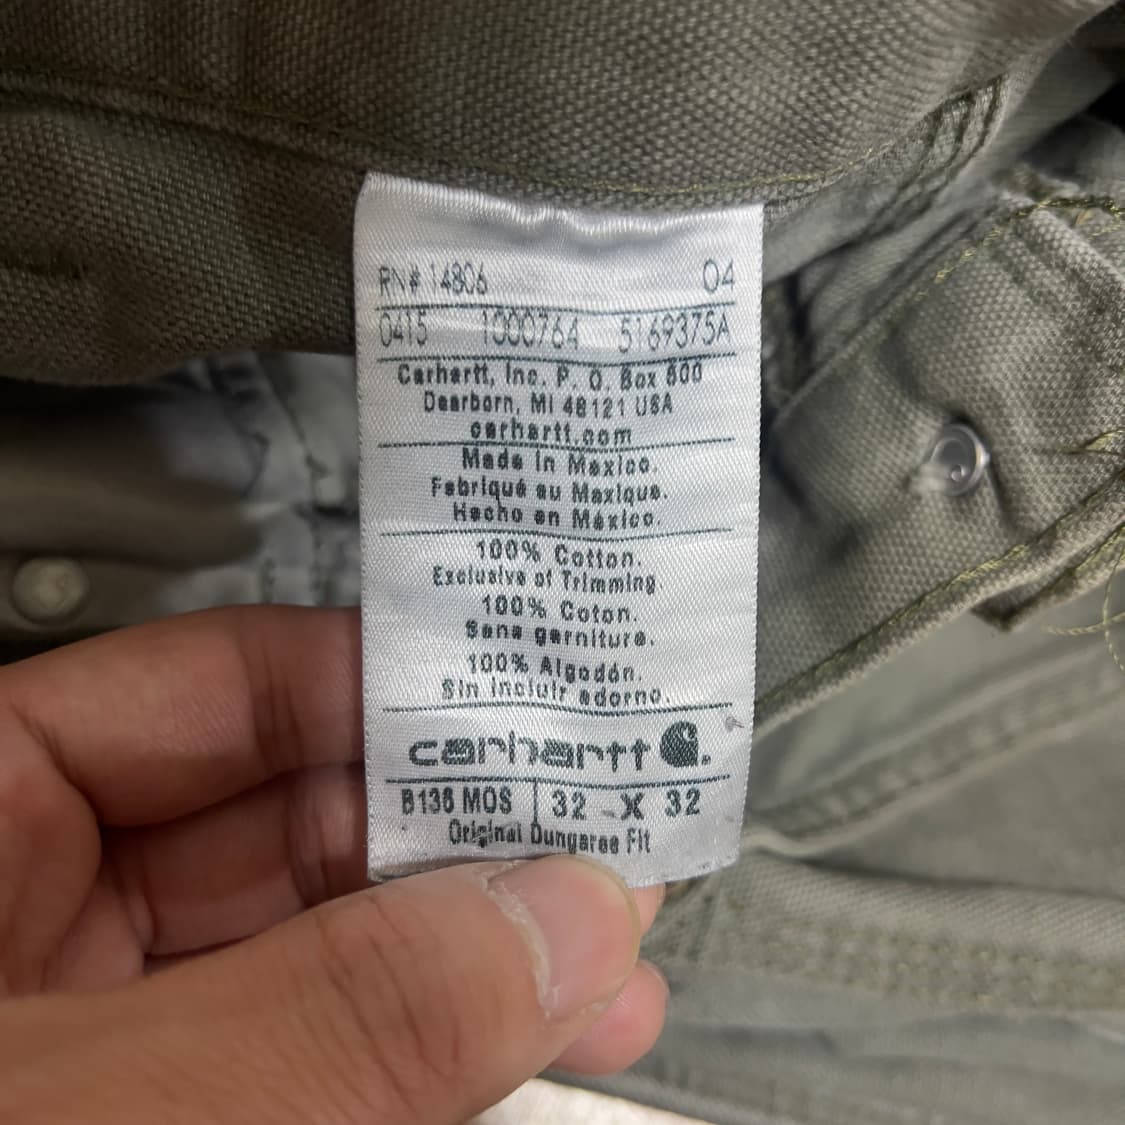 RN# 14806 04
0415 1000764 5169375A
Carhartt, Inc. P. O. Box 600
Dearborn, MI 48121 USA
carhartt.com
Made in Mexico.
Fabriqué au Mexique.
Hecho en México.
100% Cotton.
Exclusive of Trimming.
100% Coton.
Sans garniture.
100% Algodón.
Sin incluir adorno.
carhartt
B136 MOS 32 X 32
Original Dungaree Fit